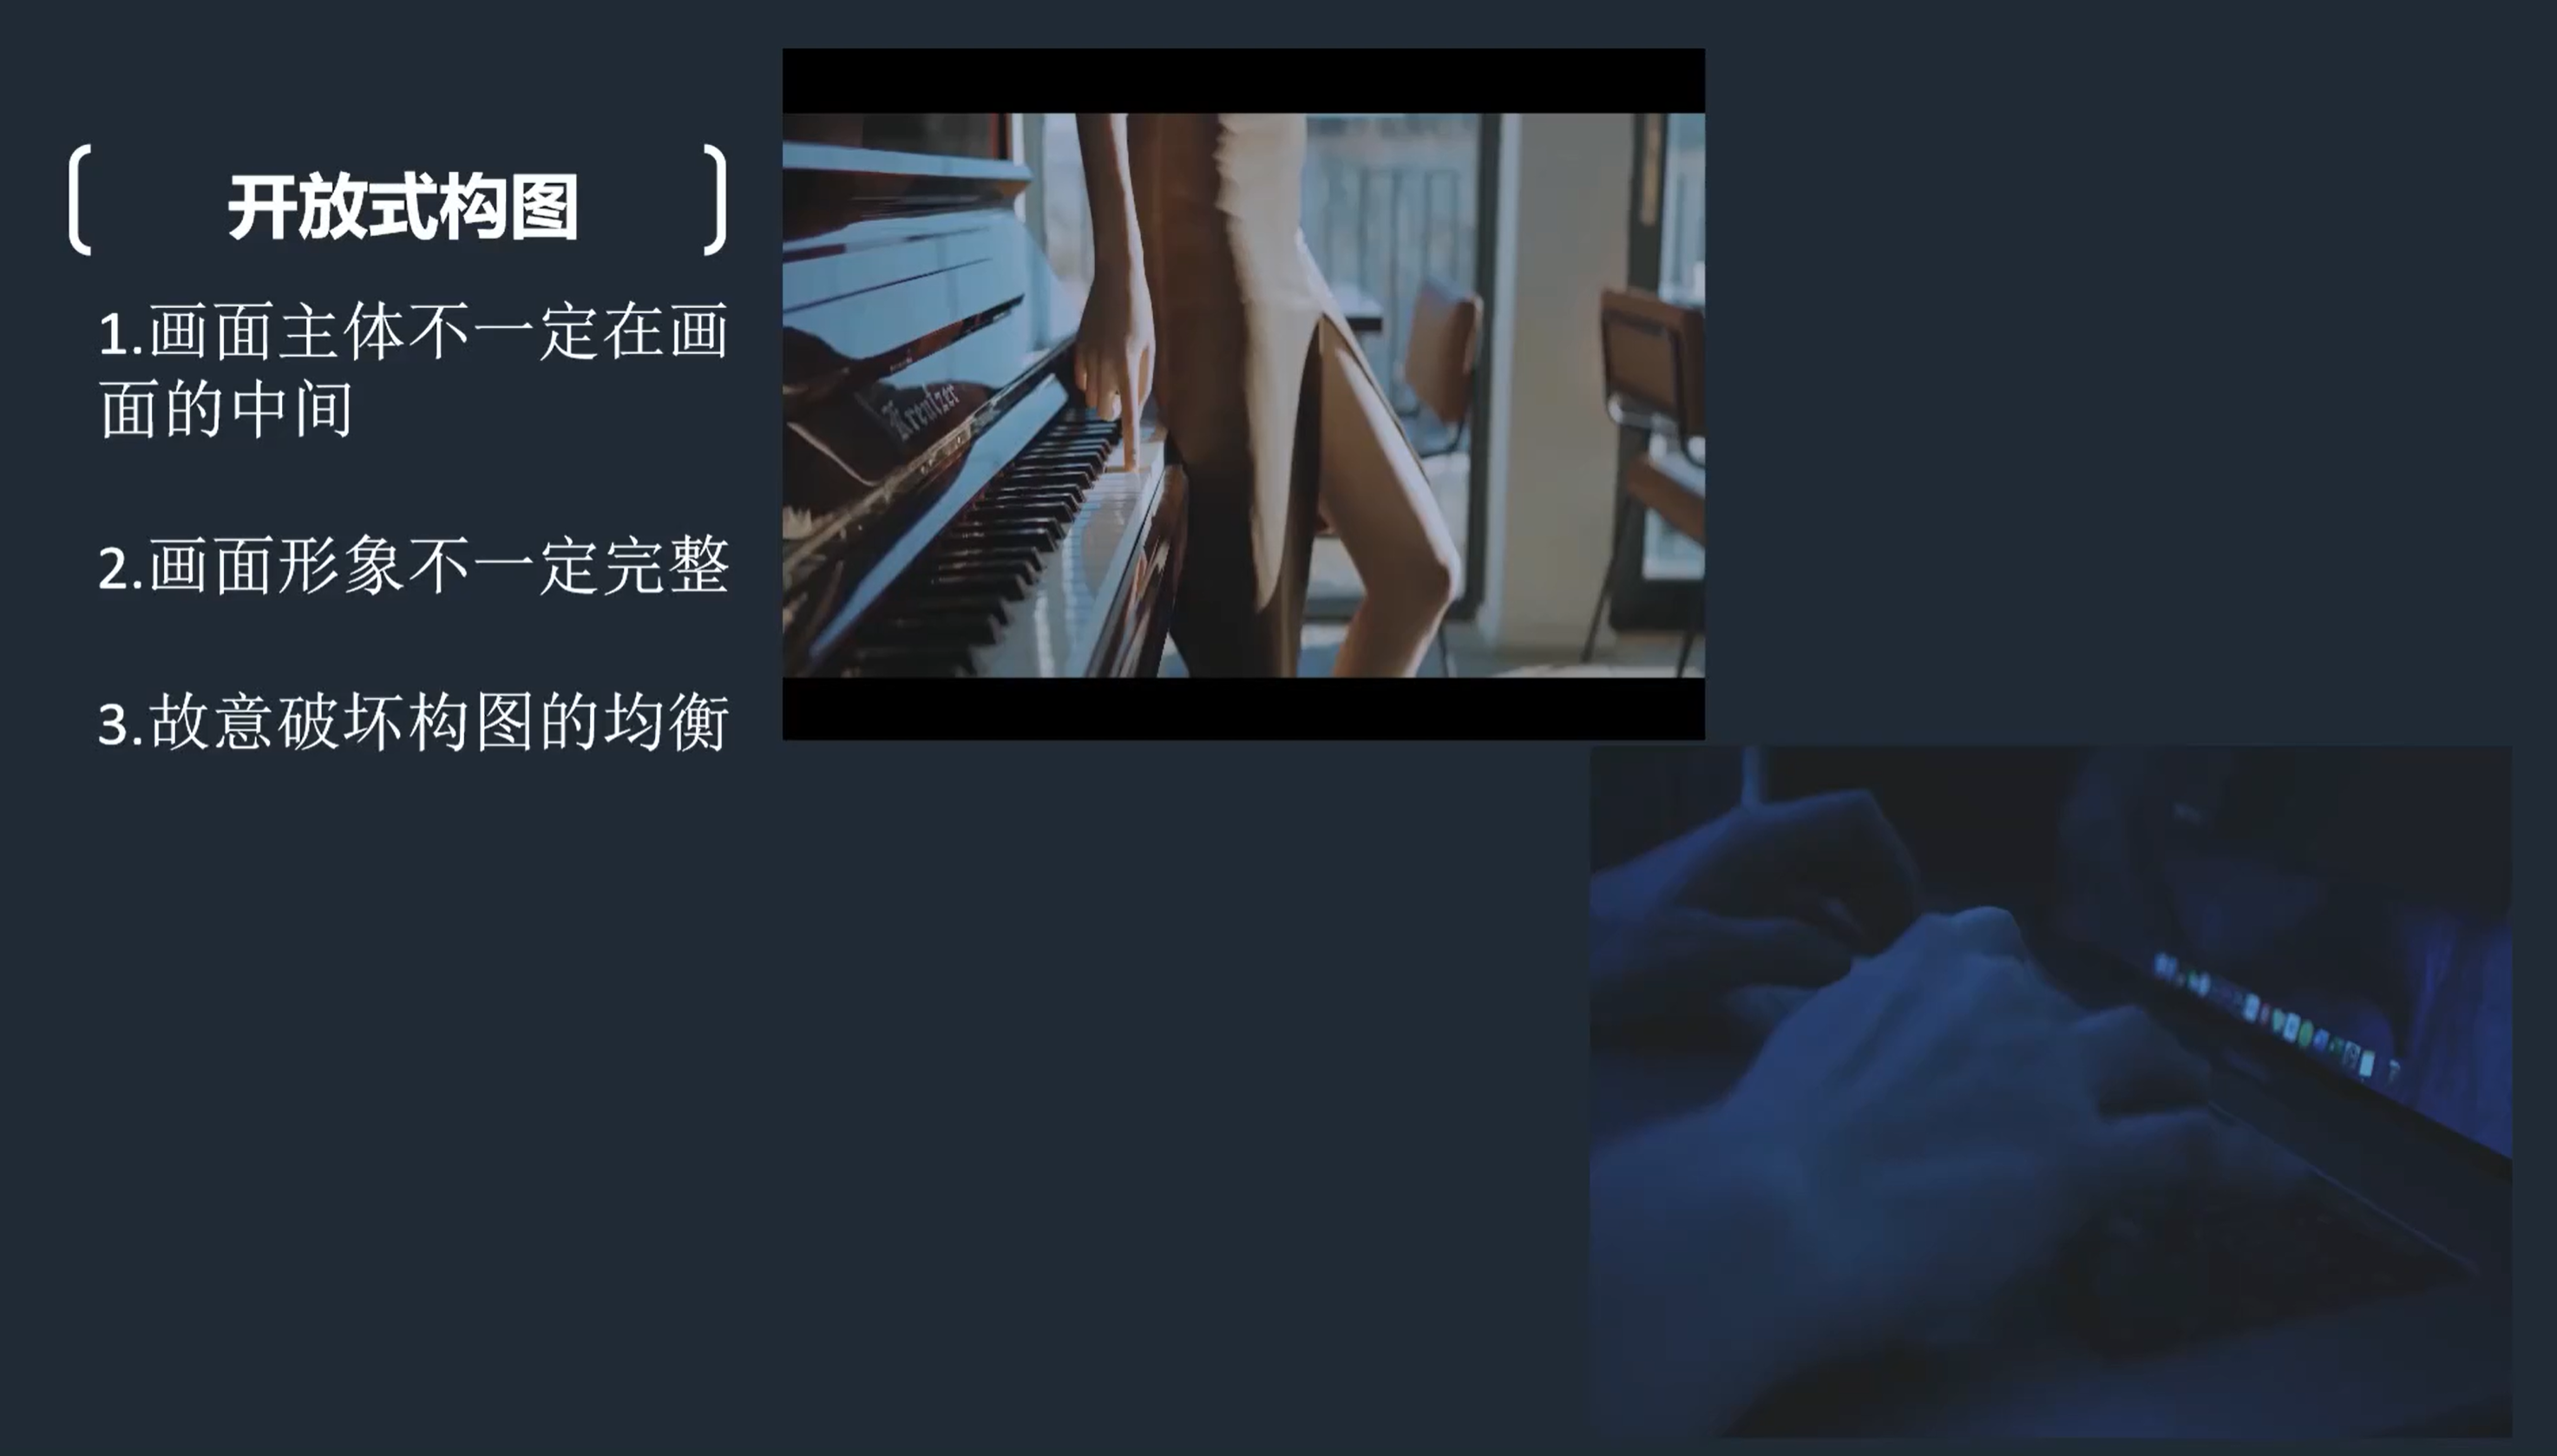 开放式构图
1.画面主体不一定在画
面的中间
2.画面形象不一定完整
3.故意破坏构图的均衡
Kreutzer